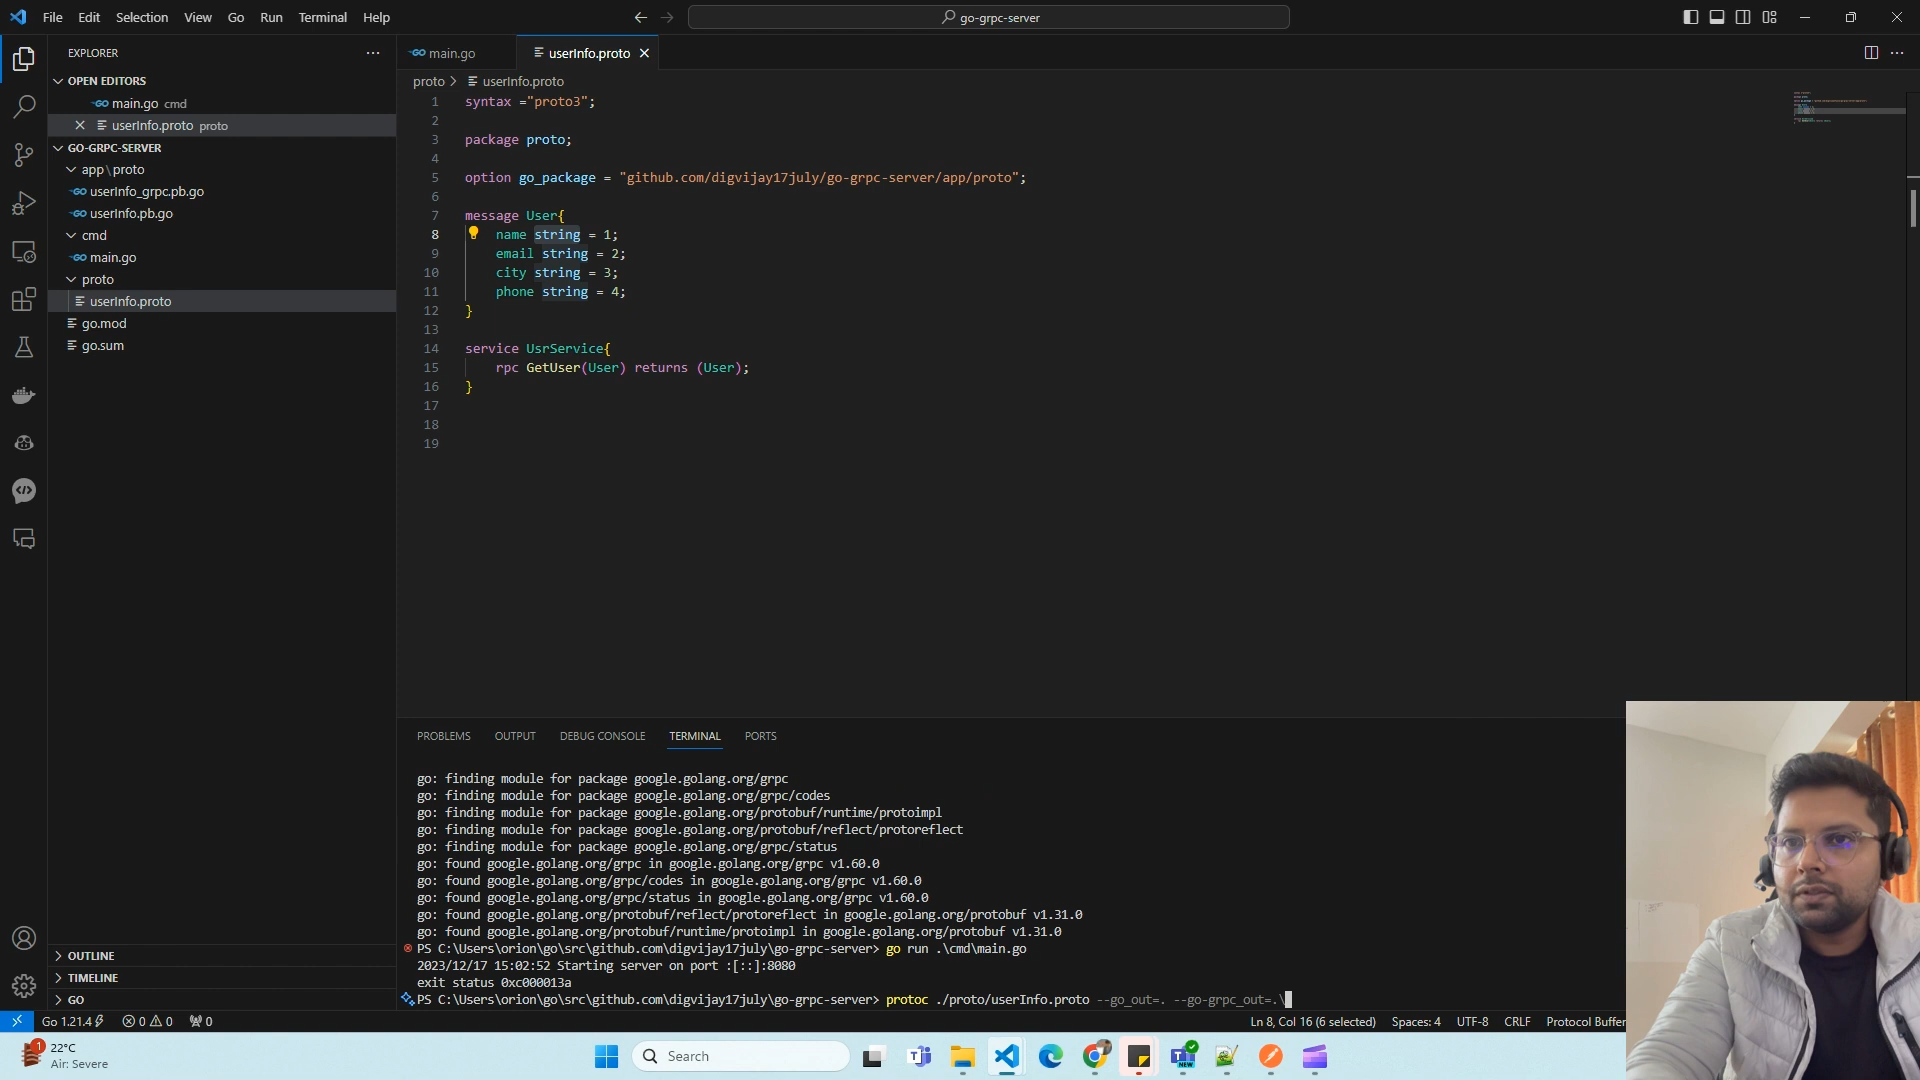 File Edit Selection View Go Run Terminal Help
go-grpc-server
EXPLORER
OPEN EDITORS
main.go cmd
userInfo.proto proto
GO-GRPC-SERVER
app\proto
userInfo_grpc.pb.go
userInfo.pb.go
cmd
main.go
proto
userInfo.proto
go.mod
go.sum
OUTLINE
TIMELINE
GO
main.go
userInfo.proto
proto > userInfo.proto
1 syntax ="proto3";
2
3 package proto;
4
5 option go_package = "github.com/digvijay17july/go-grpc-server/app/proto";
6
7 message User{
8 name string = 1;
9 email string = 2;
10 city string = 3;
11 phone string = 4;
12 }
13
14 service UsrService{
15 rpc GetUser(User) returns (User);
16 }
17
18
19
PROBLEMS OUTPUT DEBUG CONSOLE TERMINAL PORTS
go: finding module for package google.golang.org/grpc
go: finding module for package google.golang.org/grpc/codes
go: finding module for package google.golang.org/protobuf/runtime/protoimpl
go: finding module for package google.golang.org/protobuf/reflect/protoreflect
go: finding module for package google.golang.org/grpc/status
go: found google.golang.org/grpc in google.golang.org/grpc v1.60.0
go: found google.golang.org/grpc/codes in google.golang.org/grpc v1.60.0
go: found google.golang.org/grpc/status in google.golang.org/grpc v1.60.0
go: found google.golang.org/protobuf/reflect/protoreflect in google.golang.org/protobuf v1.31.0
go: found google.golang.org/protobuf/runtime/protoimpl in google.golang.org/protobuf v1.31.0
PS C:\Users\orion\go\src\github.com\digvijay17july\go-grpc-server> go run .\cmd\main.go
2023/12/17 15:02:52 Starting server on port :[::]:8080
exit status 0xc000013a
PS C:\Users\orion\go\src\github.com\digvijay17july\go-grpc-server> protoc ./proto/userInfo.proto --go_out=. --go-grpc_out=.\
Go 1.21.4 0 0 0
Ln 8, Col 16 (6 selected) Spaces: 4 UTF-8 CRLF Protocol Buffer
1
22°C
Air: Severe
Search
NEW